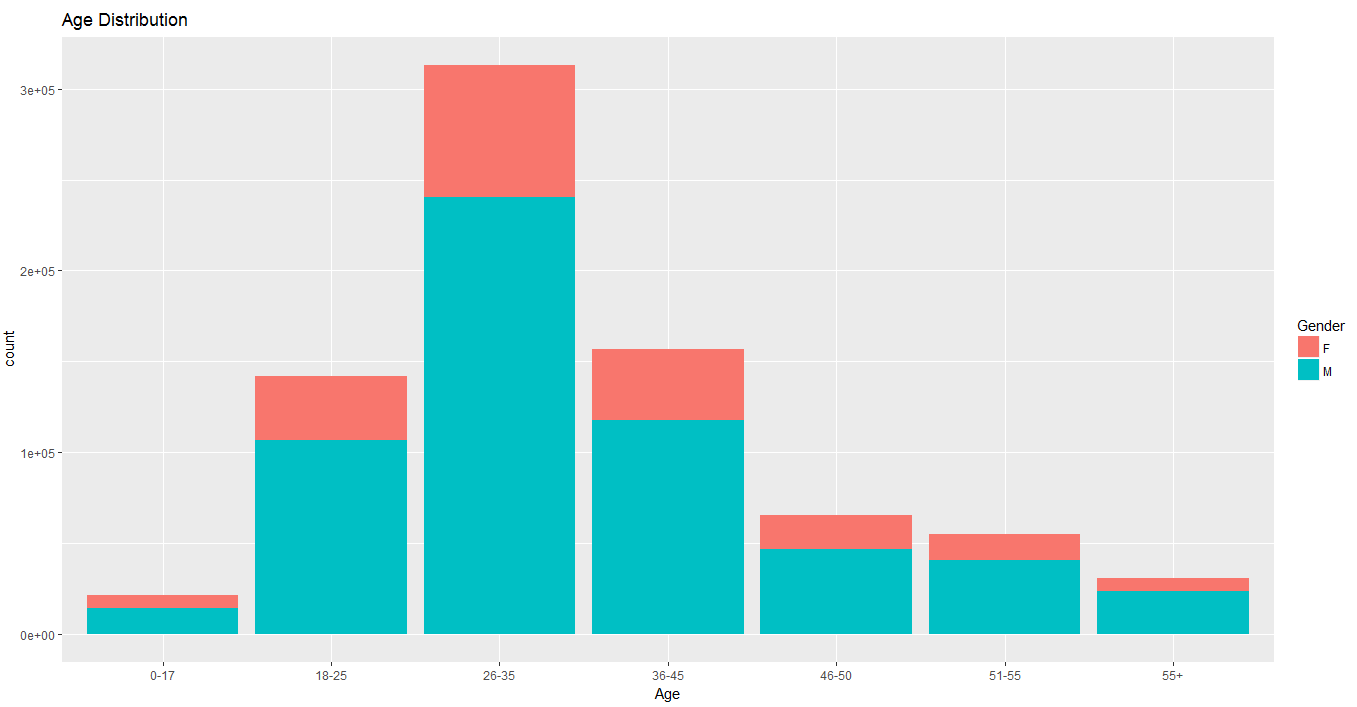 Age Distribution
count
3e+05
2e+05
1e+05
0e+00
0-17
18-25
26-35
36-45
46-50
51-55
55+
Age
Gender
F
M